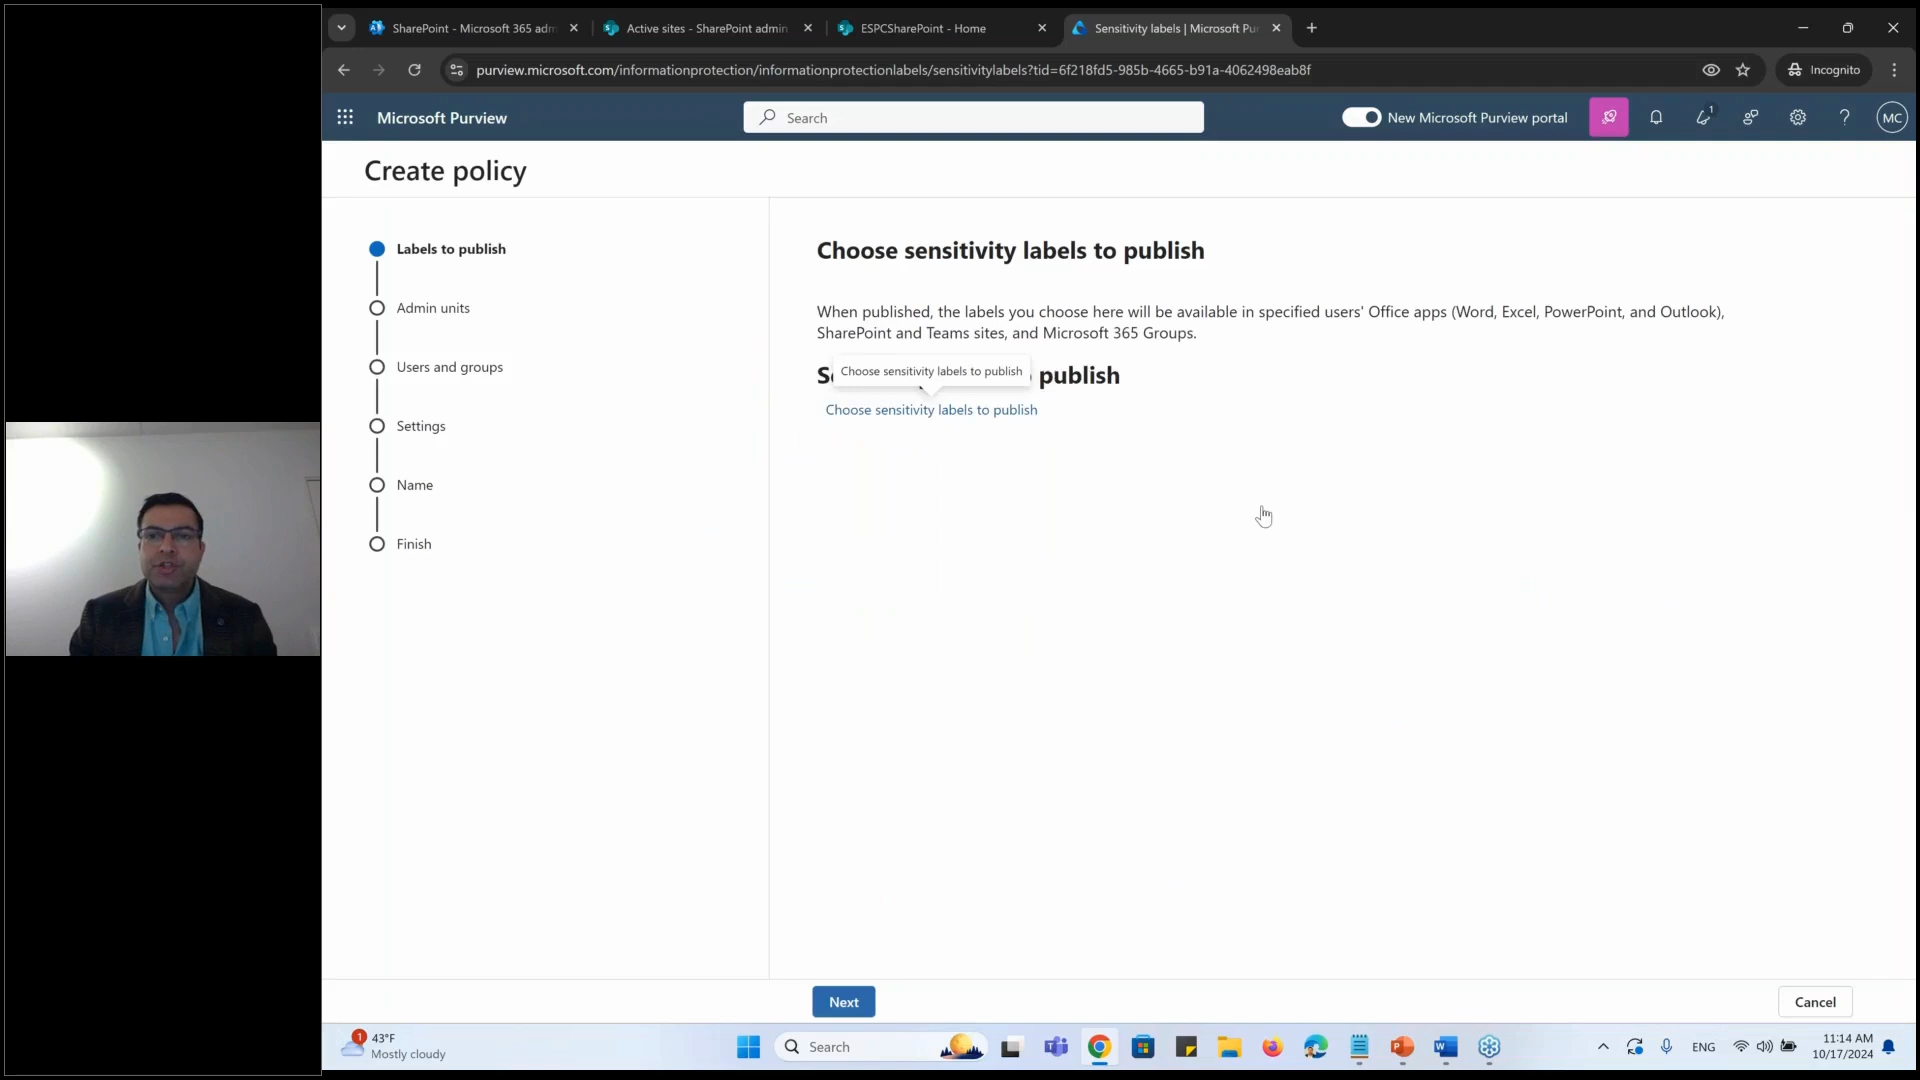 SharePoint - Microsoft 365 adm
Active sites - SharePoint admin
ESPCSharePoint - Home
Sensitivity labels | Microsoft Pur
purview.microsoft.com/informationprotection/informationprotectionlabels/sensitivitylabels?tid=6f218fd5-985b-4665-b91a-4062498eab8f
Incognito
Microsoft Purview
Search
New Microsoft Purview portal
1
MC
Create policy
Labels to publish
Admin units
Users and groups
Settings
Name
Finish
Choose sensitivity labels to publish
When published, the labels you choose here will be available in specified users' Office apps (Word, Excel, PowerPoint, and Outlook),
SharePoint and Teams sites, and Microsoft 365 Groups.
Choose sensitivity labels to publish
publish
Choose sensitivity labels to publish
Next
Cancel
1
43°F
Mostly cloudy
Search
ENG
11:14 AM
10/17/2024